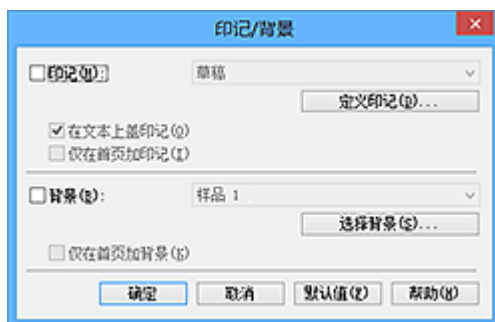 印记/背景
印记(M): 草稿
定义印记(D)...
在文本上盖印记(O)
仅在首页加印记(I)
背景(B): 样品 1
选择背景(S)...
仅在首页加背景(K)
确定 取消 默认值(F) 帮助(H)